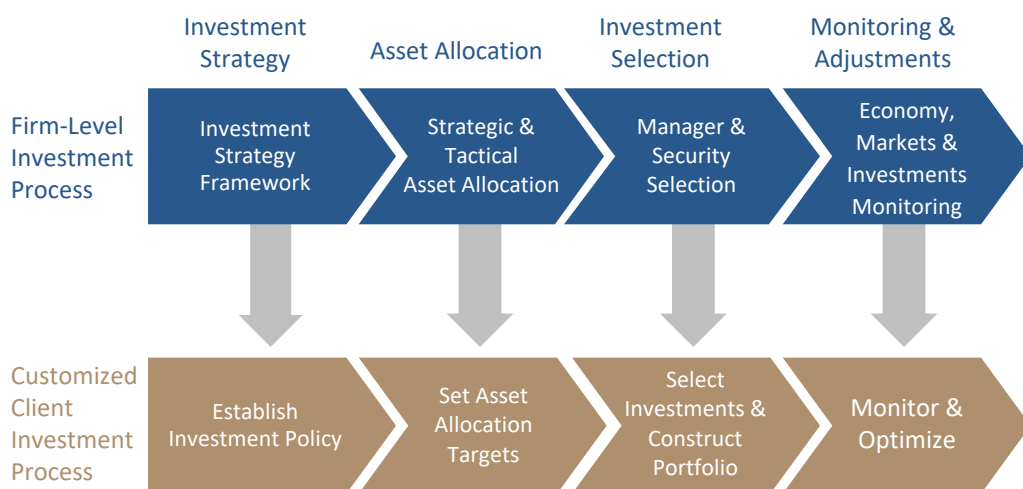 Investment
Strategy
Asset Allocation
Investment
Selection
Monitoring &
Adjustments
Firm-Level
Investment
Process
Investment
Strategy
Framework
Strategic &
Tactical
Asset Allocation
Manager &
Security
Selection
Economy,
Markets &
Investments
Monitoring
Customized
Client
Investment
Process
Establish
Investment Policy
Set Asset
Allocation
Targets
Select
Investments &
Construct
Portfolio
Monitor &
Optimize